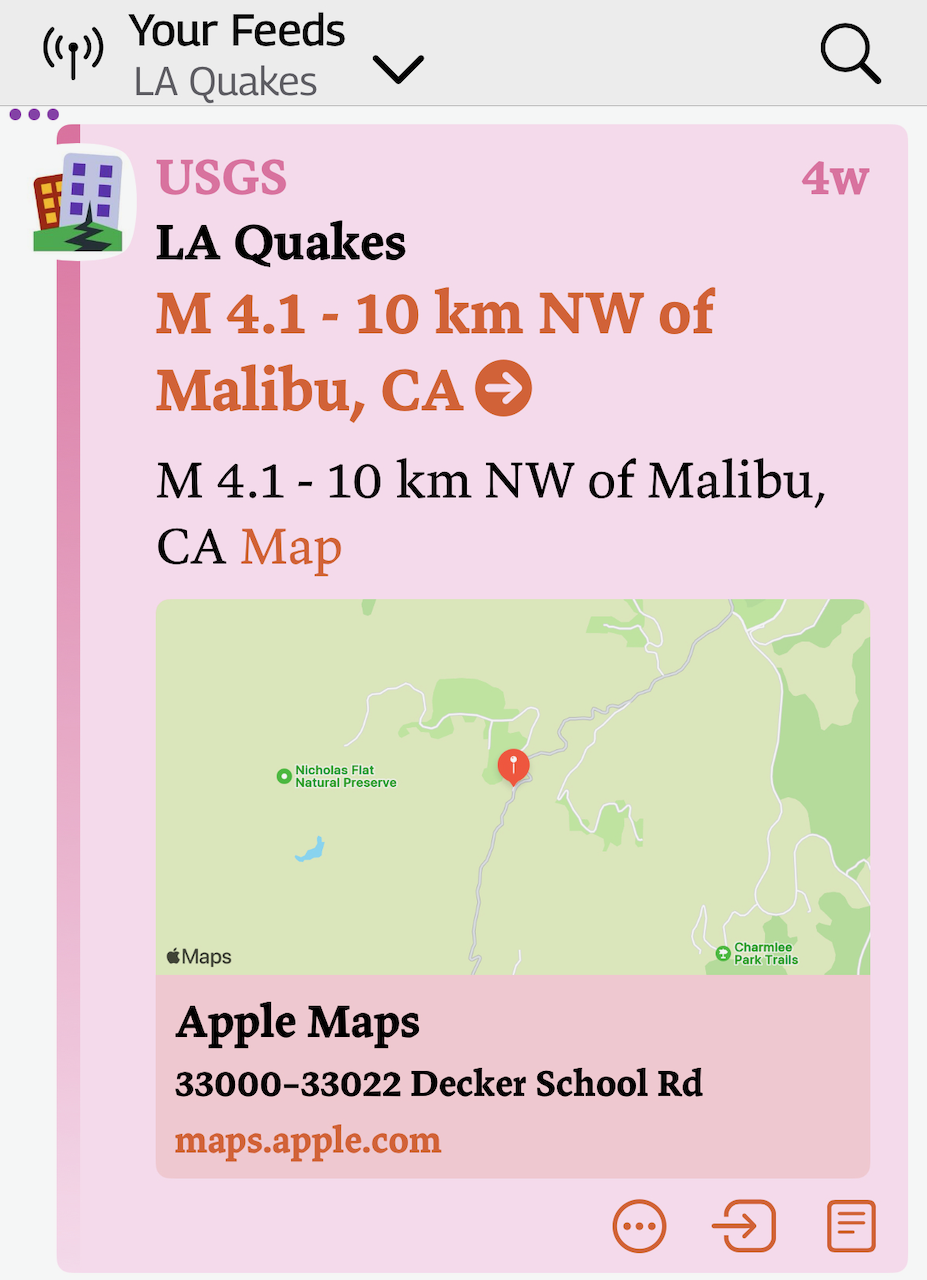 Your Feeds
LA Quakes
USGS
4w
LA Quakes
M 4.1 - 10 km NW of
Malibu, CA
M 4.1 - 10 km NW of Malibu,
CA Map
Nicholas Flat
Natural Preserve
Charmlee
Park Trails
Maps
Apple Maps
33000–33022 Decker School Rd
maps.apple.com